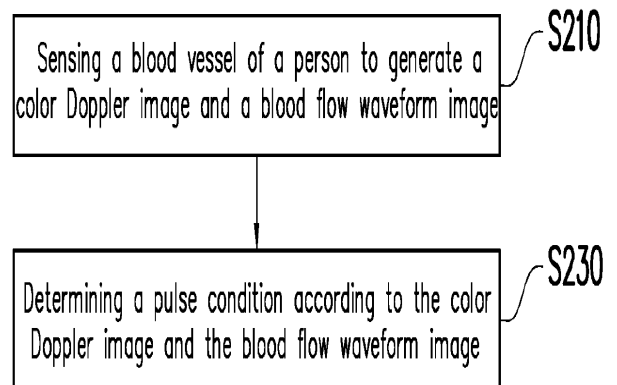 Sensing a blood vessel of a person to generate a
color Doppler image and a blood flow waveform image
S210
Determining a pulse condition according to the color
Doppler image and the blood flow waveform image
S230